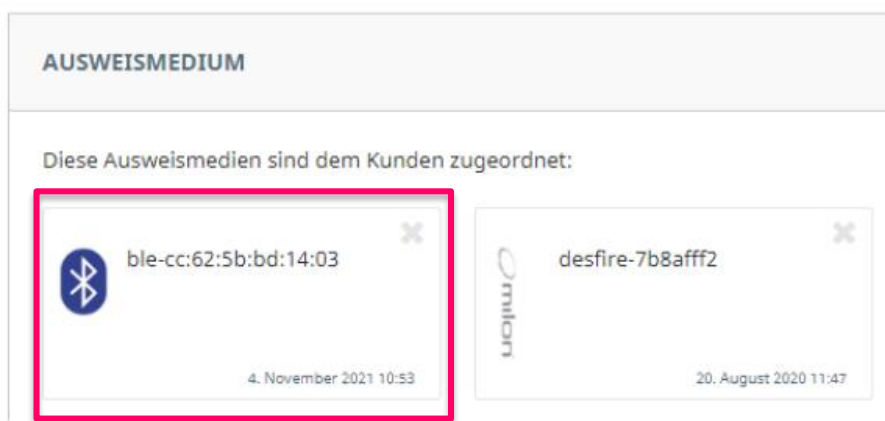 AUSWEISMEDIUM
Diese Ausweismedien sind dem Kunden zugeordnet:
ble-cc:62:5b:bd:14:03
4. November 2021 10:53
milon
desfire-7b8afff2
20. August 2020 11:47